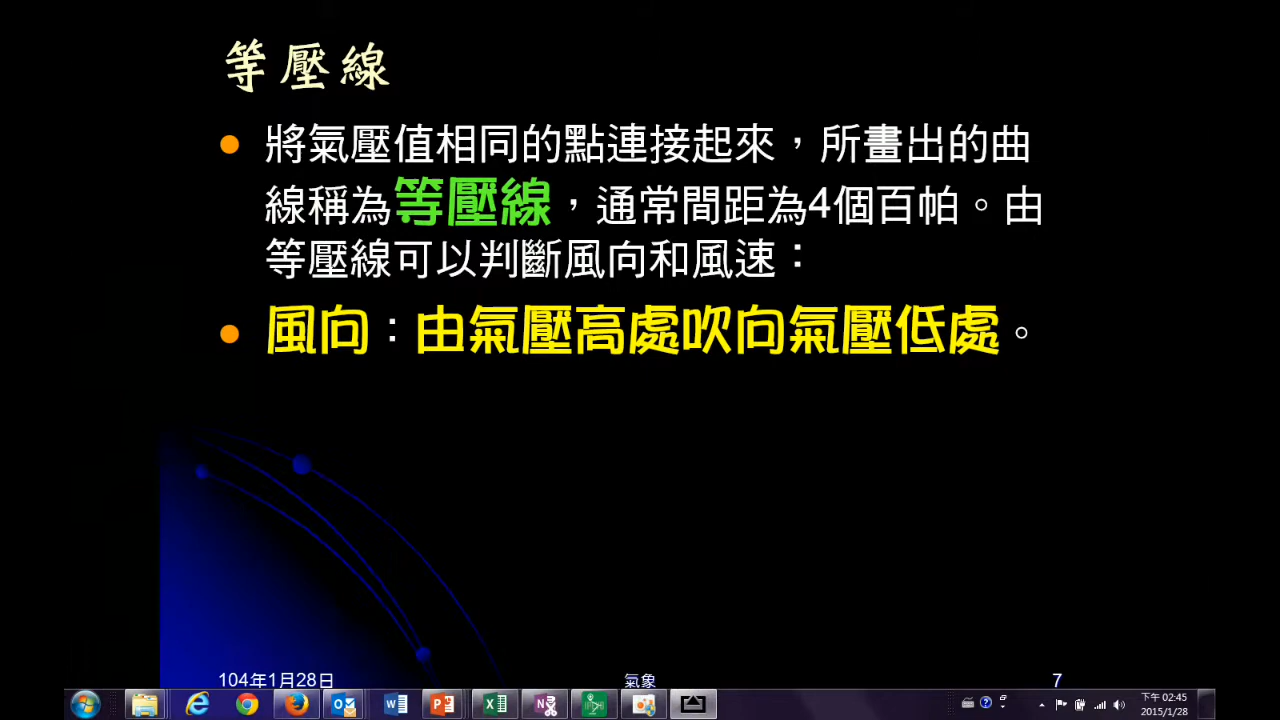 等壓線
將氣壓值相同的點連接起來，所畫出的曲
線稱為等壓線，通常間距為4個百帕。由
等壓線可以判斷風向和風速：
風向：由氣壓高處吹向氣壓低處。
104年1月28日
氣象
7
下午 02:45
2015/1/28